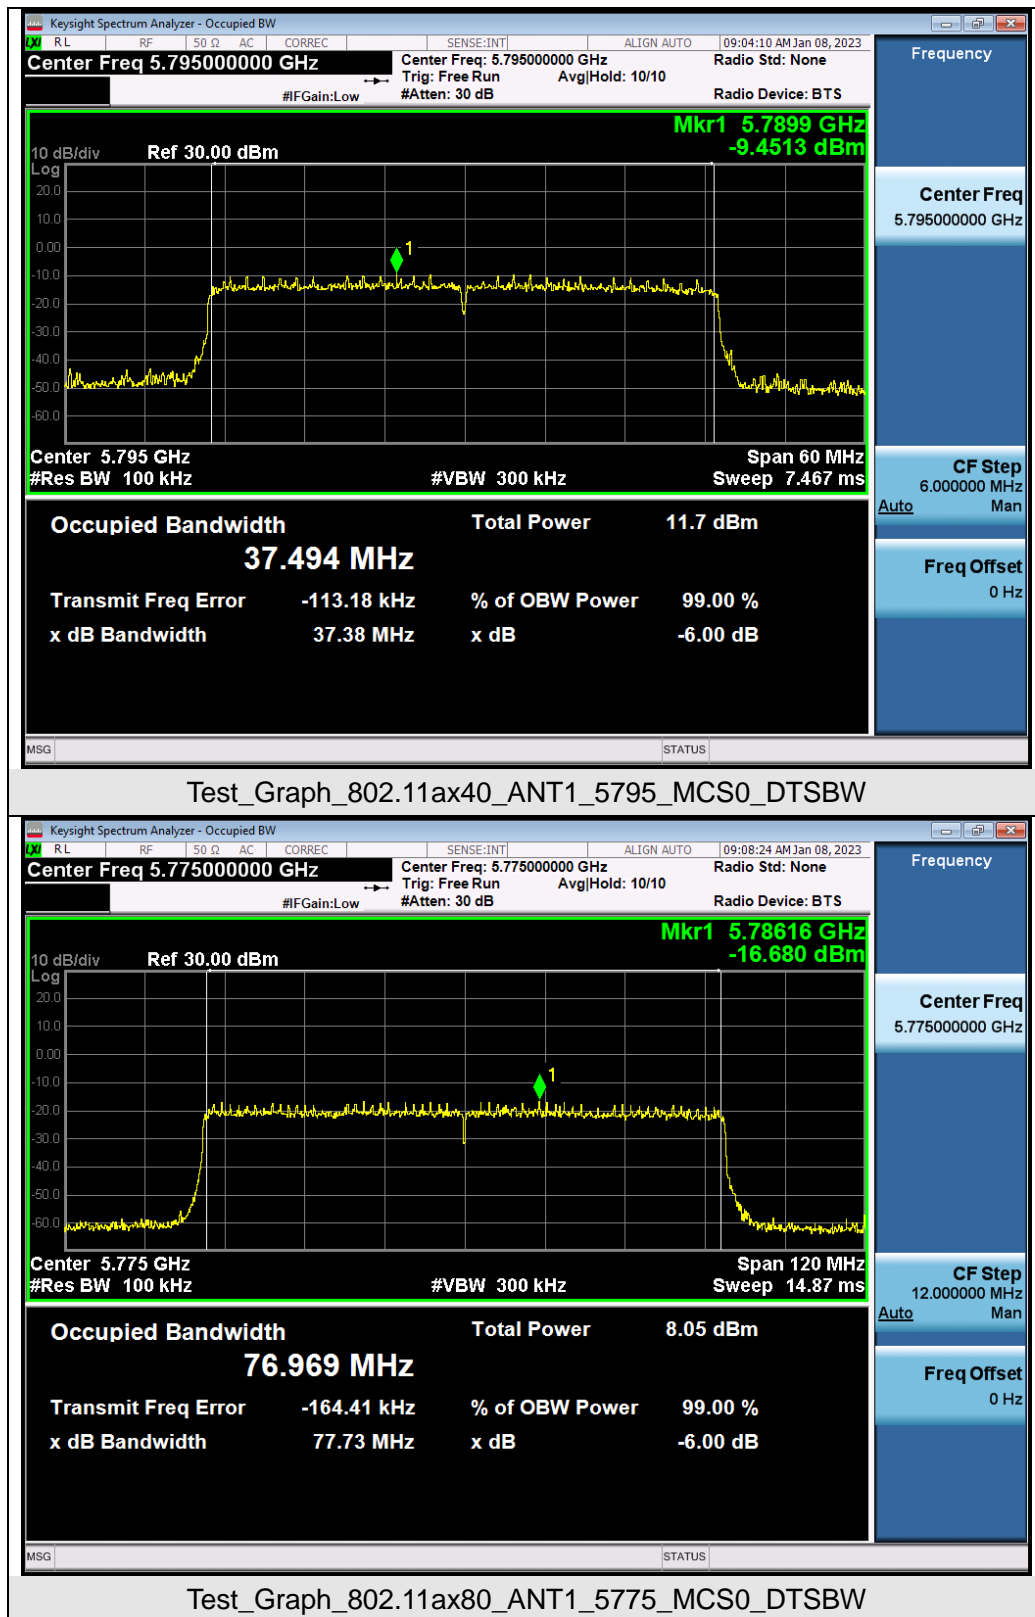 Keysight Spectrum Analyzer - Occupied BW
LXI RL RF 50 Ω AC CORREC SENSE:INT ALIGN AUTO 09:04:10 AM Jan 08, 2023
Center Freq 5.795000000 GHz
Center Freq: 5.795000000 GHz
Radio Std: None
Trig: Free Run Avg|Hold: 10/10
#IFGain:Low
#Atten: 30 dB
Radio Device: BTS
Frequency
Mkr1 5.7899 GHz
-9.4513 dBm
10 dB/div Ref 30.00 dBm
Log
20.0
10.0
0.00
-10.0
-20.0
-30.0
-40.0
-50.0
-60.0
1
Center Freq
5.795000000 GHz
Center 5.795 GHz
Span 60 MHz
#Res BW 100 kHz
#VBW 300 kHz
Sweep 7.467 ms
CF Step
6.000000 MHz
Auto Man
Occupied Bandwidth
Total Power 11.7 dBm
37.494 MHz
Transmit Freq Error -113.18 kHz % of OBW Power 99.00 %
x dB Bandwidth 37.38 MHz x dB -6.00 dB
Freq Offset
0 Hz
MSG STATUS
Test_Graph_802.11ax40_ANT1_5795_MCS0_DTSBW
Keysight Spectrum Analyzer - Occupied BW
LXI RL RF 50 Ω AC CORREC SENSE:INT ALIGN AUTO 09:08:24 AM Jan 08, 2023
Center Freq 5.775000000 GHz
Center Freq: 5.775000000 GHz
Radio Std: None
Trig: Free Run Avg|Hold: 10/10
#IFGain:Low
#Atten: 30 dB
Radio Device: BTS
Frequency
Mkr1 5.78616 GHz
-16.680 dBm
10 dB/div Ref 30.00 dBm
Log
20.0
10.0
0.00
-10.0
-20.0
-30.0
-40.0
-50.0
-60.0
1
Center Freq
5.775000000 GHz
Center 5.775 GHz
Span 120 MHz
#Res BW 100 kHz
#VBW 300 kHz
Sweep 14.87 ms
CF Step
12.000000 MHz
Auto Man
Occupied Bandwidth
Total Power 8.05 dBm
76.969 MHz
Transmit Freq Error -164.41 kHz % of OBW Power 99.00 %
x dB Bandwidth 77.73 MHz x dB -6.00 dB
Freq Offset
0 Hz
MSG STATUS
Test_Graph_802.11ax80_ANT1_5775_MCS0_DTSBW